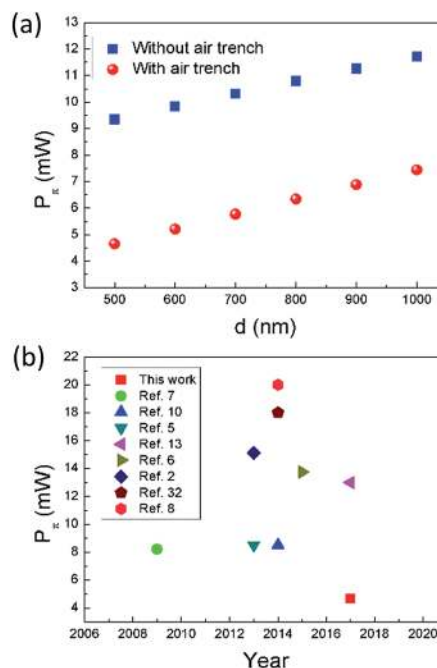 (a)
13
12
11
10
9
8
7
6
5
4
3
P_π (mW)
Without air trench
With air trench
500 600 700 800 900 1000
d (nm)
(b)
22
20
18
16
14
12
10
8
6
4
P_π (mW)
This work
Ref. 7
Ref. 10
Ref. 5
Ref. 13
Ref. 6
Ref. 2
Ref. 32
Ref. 8
2006 2008 2010 2012 2014 2016 2018 2020
Year